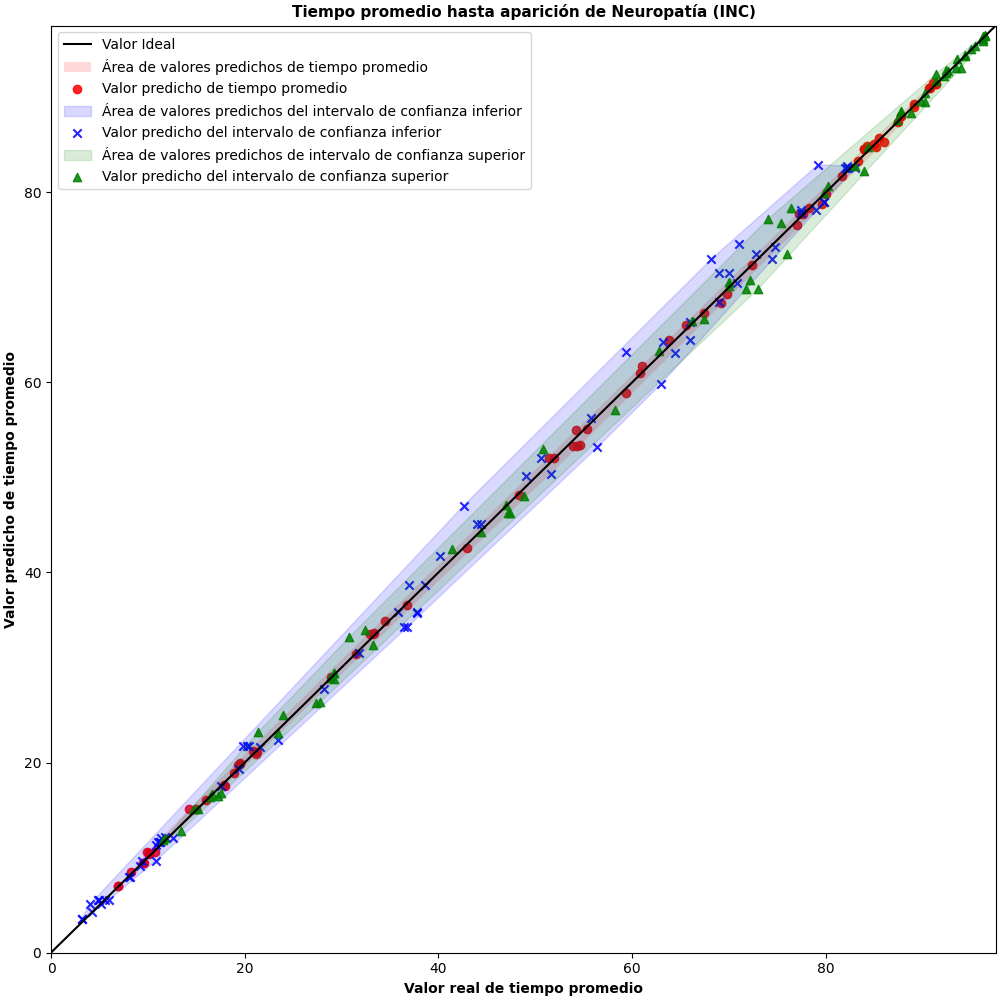 Tiempo promedio hasta aparición de Neuropatía (INC)
Valor Ideal
Área de valores predichos de tiempo promedio
Valor predicho de tiempo promedio
Área de valores predichos del intervalo de confianza inferior
Valor predicho del intervalo de confianza inferior
Área de valores predichos de intervalo de confianza superior
Valor predicho del intervalo de confianza superior
Valor predicho de tiempo promedio
80
60
40
20
0
0 20 40 60 80
Valor real de tiempo promedio